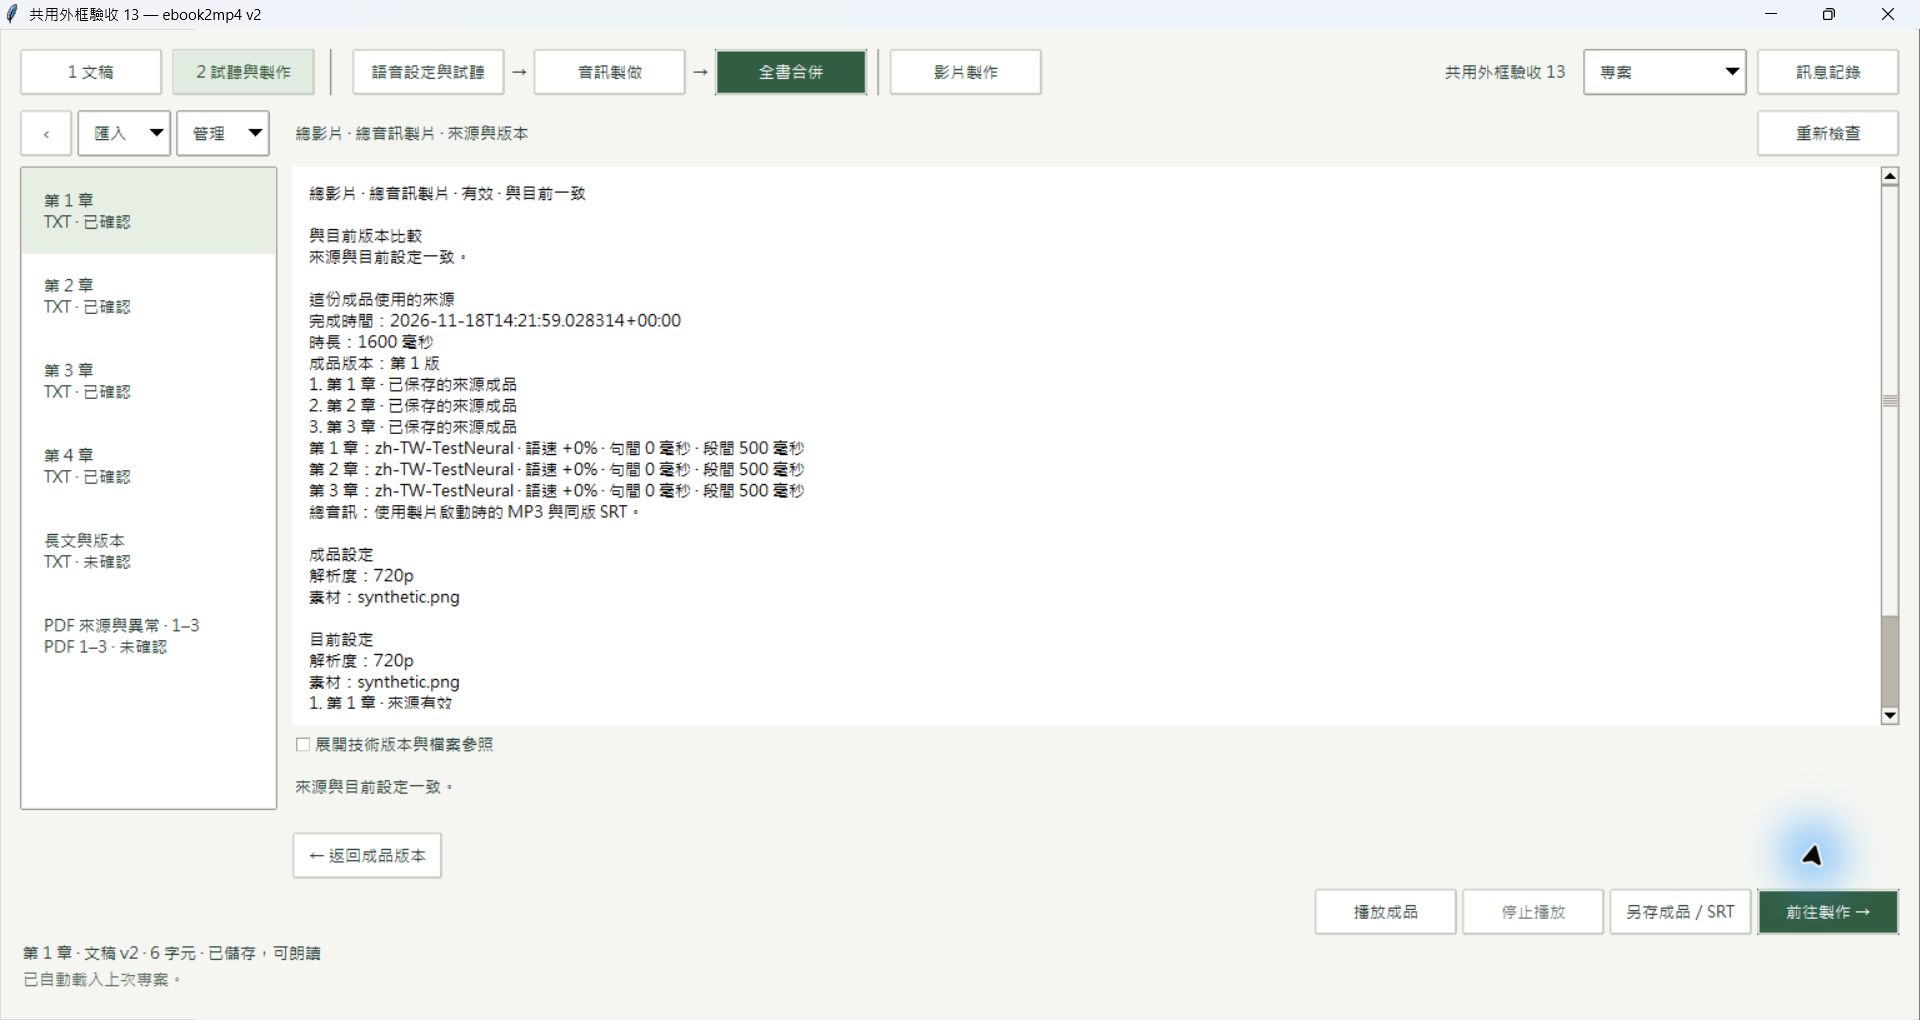 共用外框驗收 13 — ebook2mp4 v2
1 文稿
2 試聽與製作
語音設定與試聽
→
音訊製做
→
全書合併
影片製作
共用外框驗收 13
專案
訊息記錄
‹
匯入
管理
總影片 · 總音訊製片 · 來源與版本
重新檢查
第 1 章
TXT · 已確認
第 2 章
TXT · 已確認
第 3 章
TXT · 已確認
第 4 章
TXT · 已確認
長文與版本
TXT · 未確認
PDF 來源與異常 · 1–3
PDF 1–3 · 未確認
總影片 · 總音訊製片 · 有效 · 與目前一致
與目前版本比較
來源與目前設定一致。
這份成品使用的來源
完成時間：2026-11-18T14:21:59.028314+00:00
時長：1600 毫秒
成品版本：第 1 版
1. 第 1 章 · 已保存的來源成品
2. 第 2 章 · 已保存的來源成品
3. 第 3 章 · 已保存的來源成品
第 1 章：zh-TW-TestNeural · 語速 +0% · 句間 0 毫秒 · 段間 500 毫秒
第 2 章：zh-TW-TestNeural · 語速 +0% · 句間 0 毫秒 · 段間 500 毫秒
第 3 章：zh-TW-TestNeural · 語速 +0% · 句間 0 毫秒 · 段間 500 毫秒
總音訊：使用製片啟動時的 MP3 與同版 SRT。
成品設定
解析度：720p
素材：synthetic.png
目前設定
解析度：720p
素材：synthetic.png
1. 第 1 章 · 來源有效
展開技術版本與檔案參照
來源與目前設定一致。
← 返回成品版本
播放成品
停止播放
另存成品 / SRT
前往製作 →
第 1 章 · 文稿 v2 · 6 字元 · 已儲存，可朗讀
已自動載入上次專案。